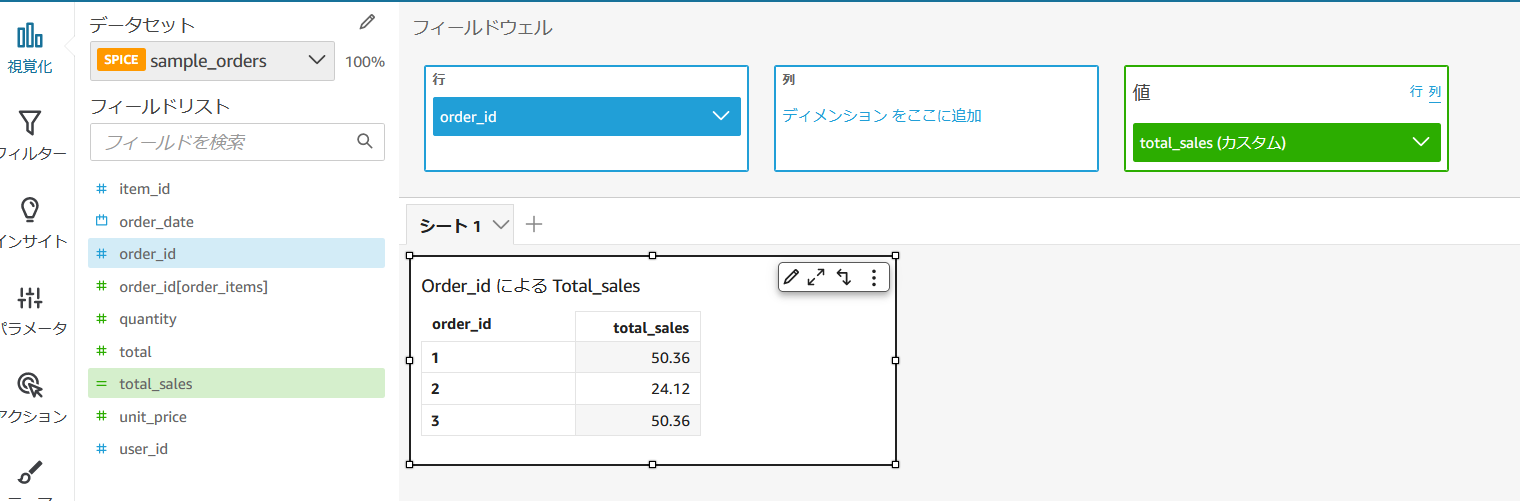 視覚化
フィルター
インサイト
パラメータ
アクション
データセット
SPICE sample_orders 100%
フィールドリスト
フィールドを検索
item_id
order_date
order_id
order_id[order_items]
quantity
total
total_sales
unit_price
user_id
フィールドウェル
行
order_id
列
ディメンション をここに追加
値 行 列
total_sales (カスタム)
シート 1
Order_id による Total_sales
order_id total_sales
1 50.36
2 24.12
3 50.36